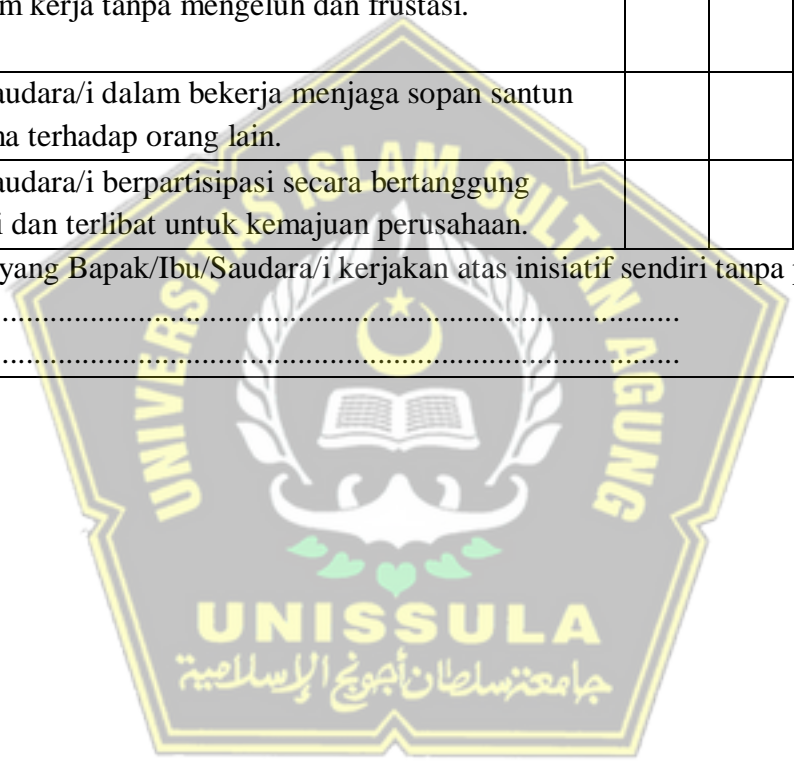 m kerja tanpa mengeluh dan frustasi.
audara/i dalam bekerja menjaga sopan santun
na terhadap orang lain.
audara/i berpartisipasi secara bertanggung
i dan terlibat untuk kemajuan perusahaan.
yang Bapak/Ibu/Saudara/i kerjakan atas inisiatif sendiri tanpa
....................................................................................
....................................................................................
UNIVERSITAS ISLAM SULTAN AGUNG
UNISSULA
جامعة سلطان أجونج الإسلامية